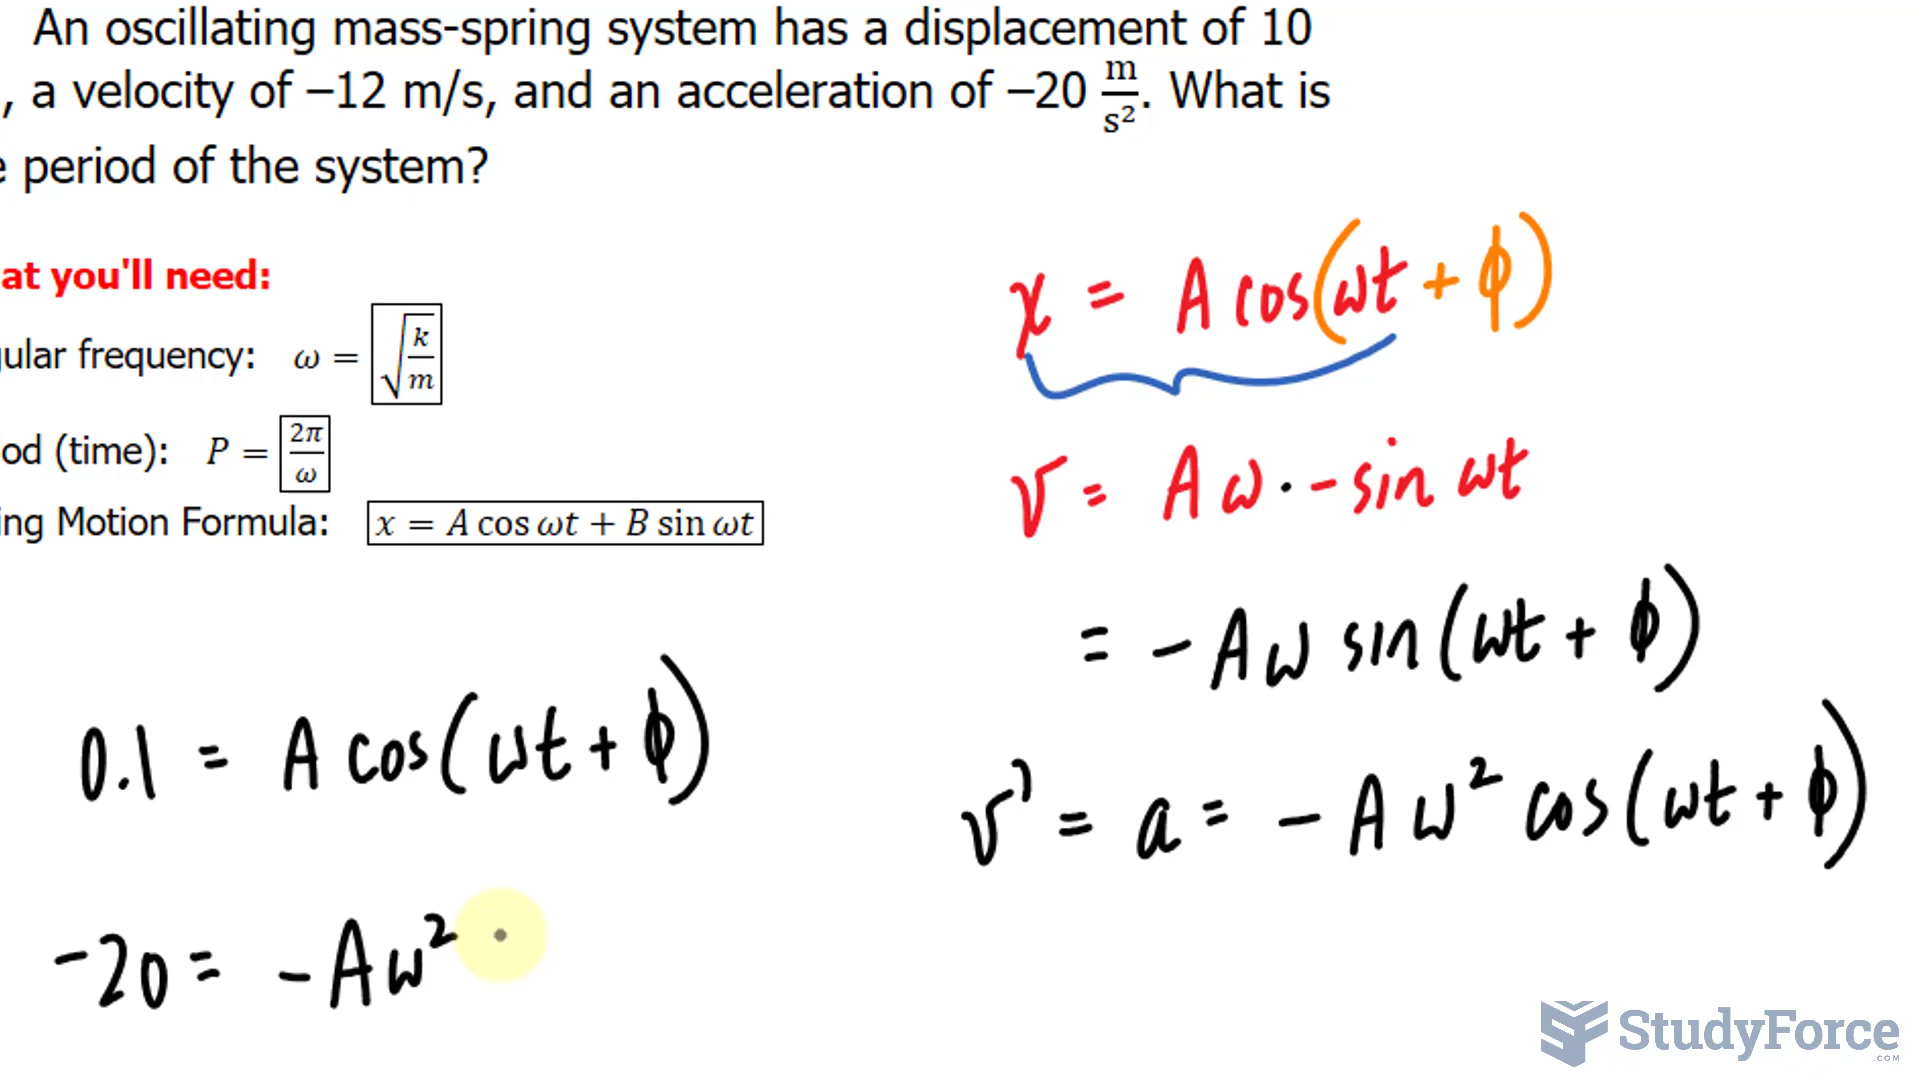 An oscillating mass-spring system has a displacement of 10
, a velocity of –12 m/s, and an acceleration of –20 m/s². What is
e period of the system?
at you'll need:
gular frequency: ω = √(k/m)
od (time): P = 2π/ω
ing Motion Formula: x = A cos ωt + B sin ωt
x = A cos(ωt + ϕ)
v = Aω · - sin ωt
= - Aω sin(ωt + ϕ)
0.1 = A cos(ωt + ϕ)
v' = a = - Aω² cos(ωt + ϕ)
-20 = - Aω²
StudyForce
.COM